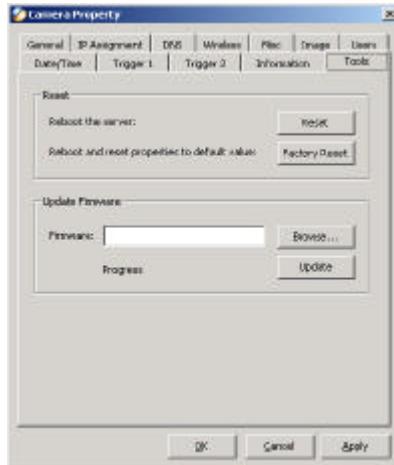 Camera Property
General IP Assignment DNS Wireless Misc Image Users
Date/Time Trigger 1 Trigger 2 Information Tools
Reset
Reboot the server: Reset
Reboot and reset properties to default value: Factory Reset
Update Firmware
Firmware: Browse...
Progress Update
OK Cancel Apply